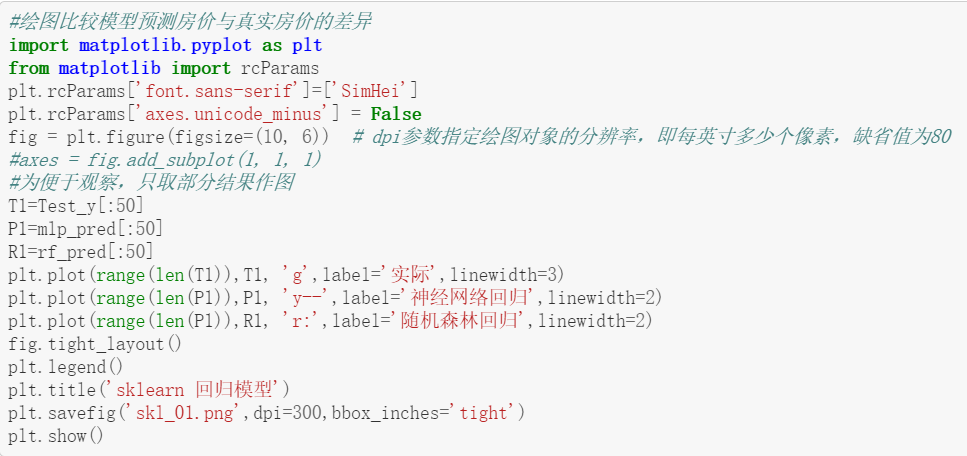 #绘图比较模型预测房价与真实房价的差异
import matplotlib.pyplot as plt
from matplotlib import rcParams
plt.rcParams['font.sans-serif']=['SimHei']
plt.rcParams['axes.unicode_minus'] = False
fig = plt.figure(figsize=(10, 6))  # dpi参数指定绘图对象的分辨率，即每英寸多少个像素，缺省值为80
#axes = fig.add_subplot(1, 1, 1)
#为便于观察，只取部分结果作图
T1=Test_y[:50]
P1=mlp_pred[:50]
R1=rf_pred[:50]
plt.plot(range(len(T1)),T1, 'g',label='实际',linewidth=3)
plt.plot(range(len(P1)),P1, 'y--',label='神经网络回归',linewidth=2)
plt.plot(range(len(P1)),R1, 'r:',label='随机森林回归',linewidth=2)
fig.tight_layout()
plt.legend()
plt.title('sklearn 回归模型')
plt.savefig('skl_01.png',dpi=300,bbox_inches='tight')
plt.show()